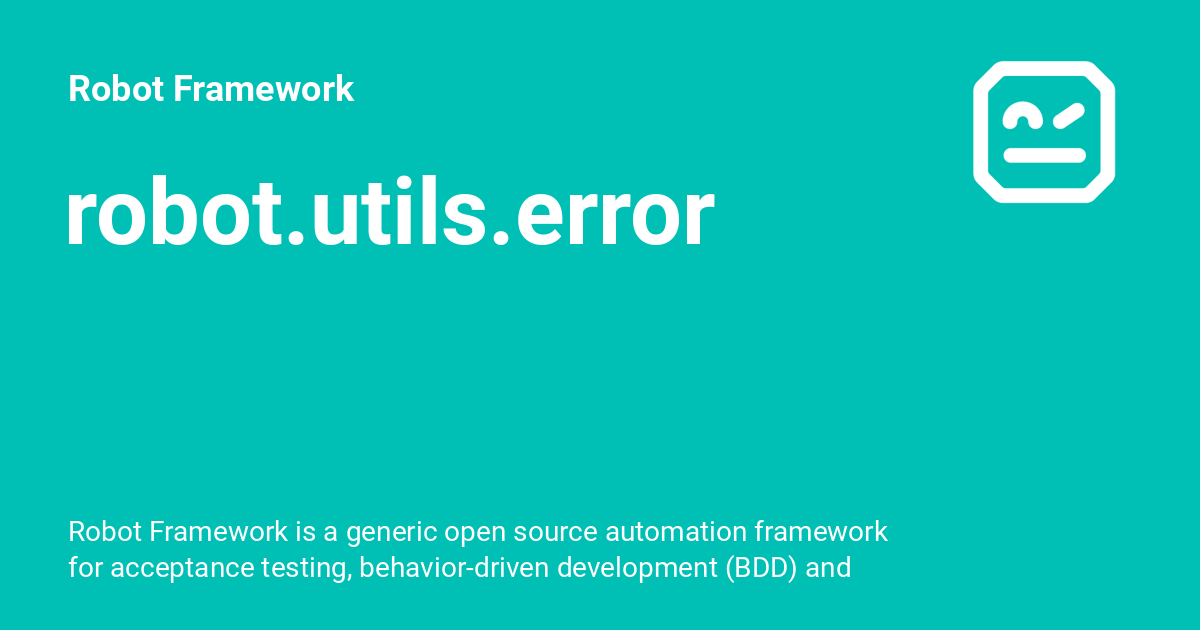 Robot Framework
robot.utils.error
Robot Framework is a generic open source automation framework
for acceptance testing, behavior-driven development (BDD) and